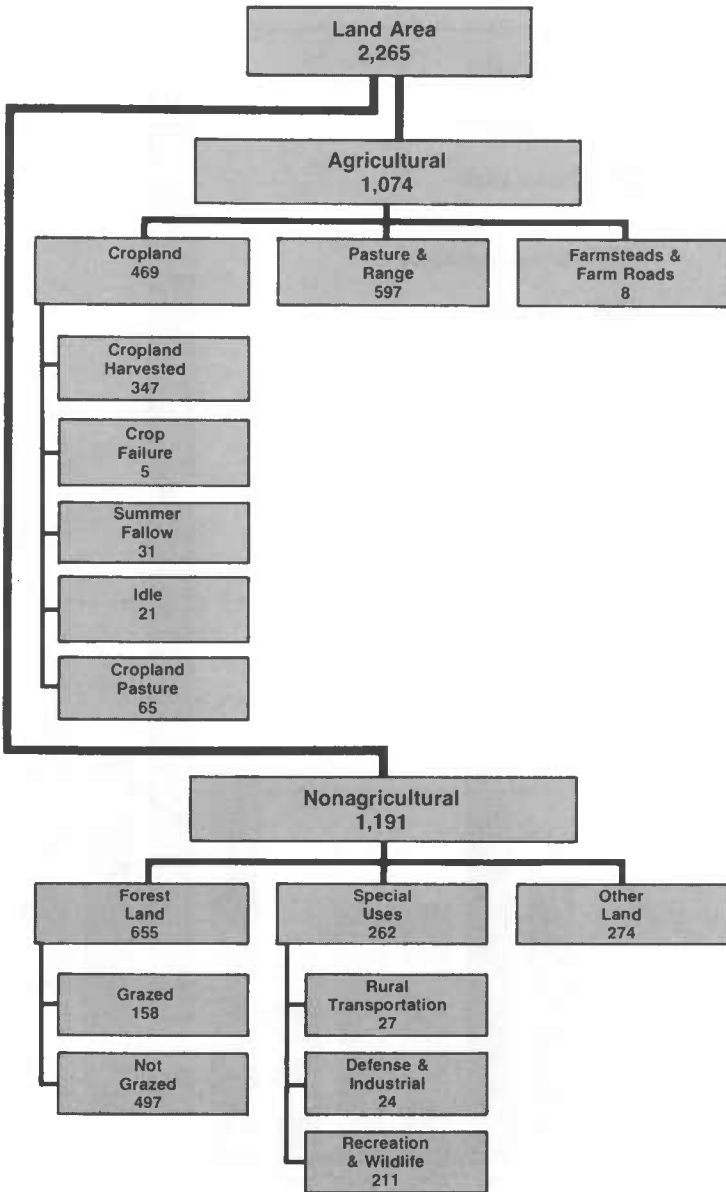 Land Area
2,265
Agricultural
1,074
Cropland
469
Pasture &
Range
597
Farmsteads &
Farm Roads
8
Cropland
Harvested
347
Crop
Failure
5
Summer
Fallow
31
Idle
21
Cropland
Pasture
65
Nonagricultural
1,191
Forest
Land
655
Special
Uses
262
Other
Land
274
Grazed
158
Not
Grazed
497
Rural
Transportation
27
Defense &
Industrial
24
Recreation
& Wildlife
211